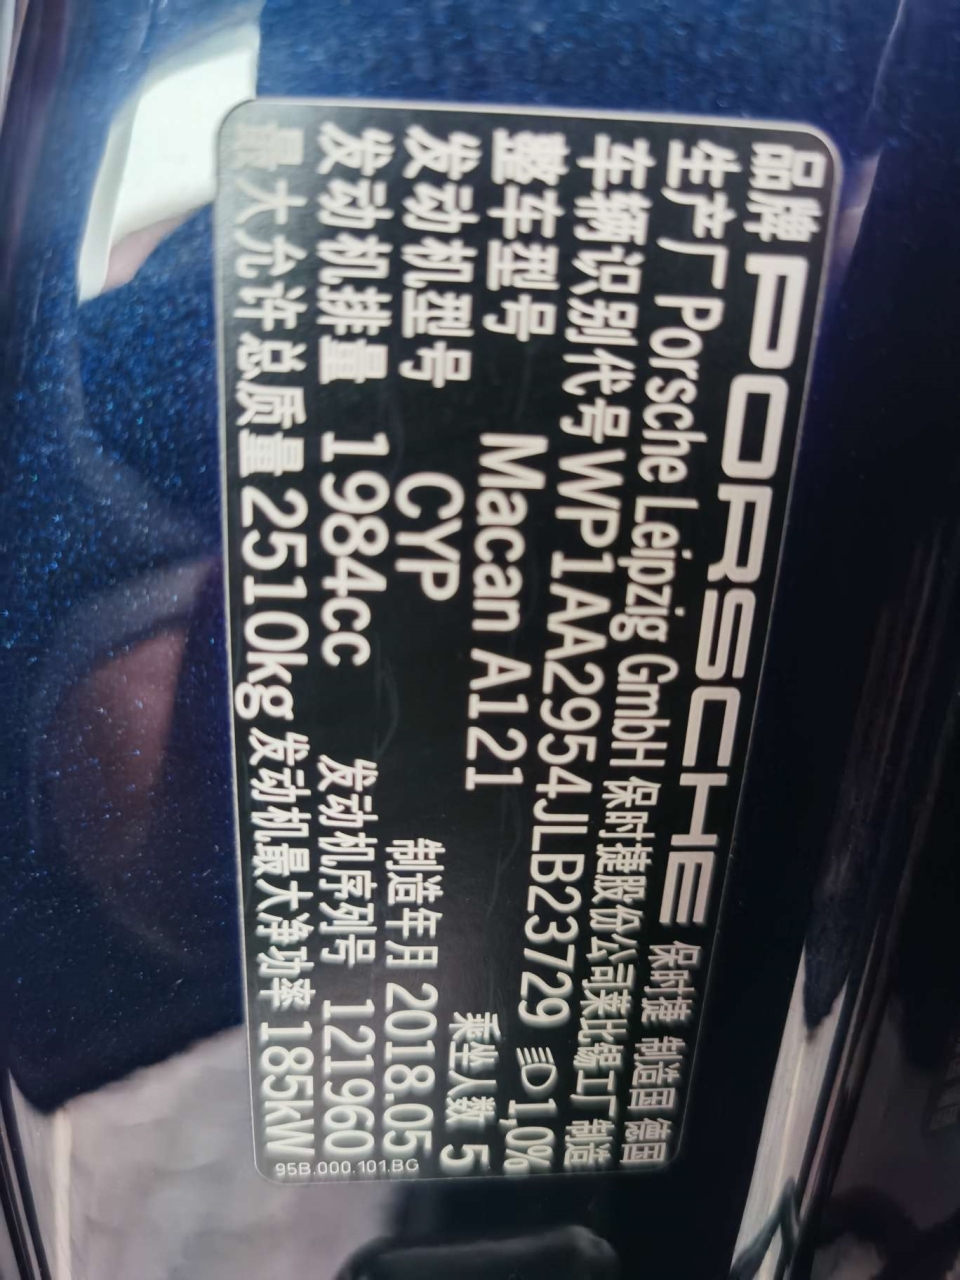 品牌 PORSCHE 保时捷 制造国 德国
生产厂 Porsche Leipzig GmbH 保时捷股份公司莱比锡工厂 制造
车辆识别代号 WP1AA2954JLB23729 1,0%
整车型号 Macan A121 乘坐人数 5
发动机型号 CYP 制造年月 2018.05
发动机排量 1984cc 发动机序列号 121960
最大允许总质量 2510kg 发动机最大净功率 185kW
95B.000.101.BG